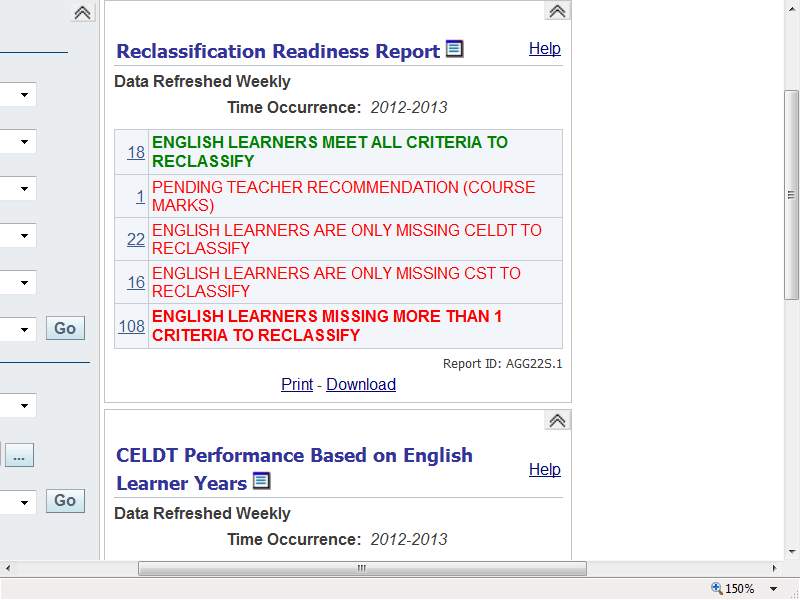 Reclassification Readiness Report
Help
Data Refreshed Weekly
Time Occurrence: 2012-2013
18 ENGLISH LEARNERS MEET ALL CRITERIA TO
RECLASSIFY
1 PENDING TEACHER RECOMMENDATION (COURSE
MARKS)
22 ENGLISH LEARNERS ARE ONLY MISSING CELDT TO
RECLASSIFY
16 ENGLISH LEARNERS ARE ONLY MISSING CST TO
RECLASSIFY
108 ENGLISH LEARNERS MISSING MORE THAN 1
CRITERIA TO RECLASSIFY
Go
Report ID: AGG22S.1
Print - Download
...
Go
CELDT Performance Based on English
Learner Years
Help
Data Refreshed Weekly
Time Occurrence: 2012-2013
150%